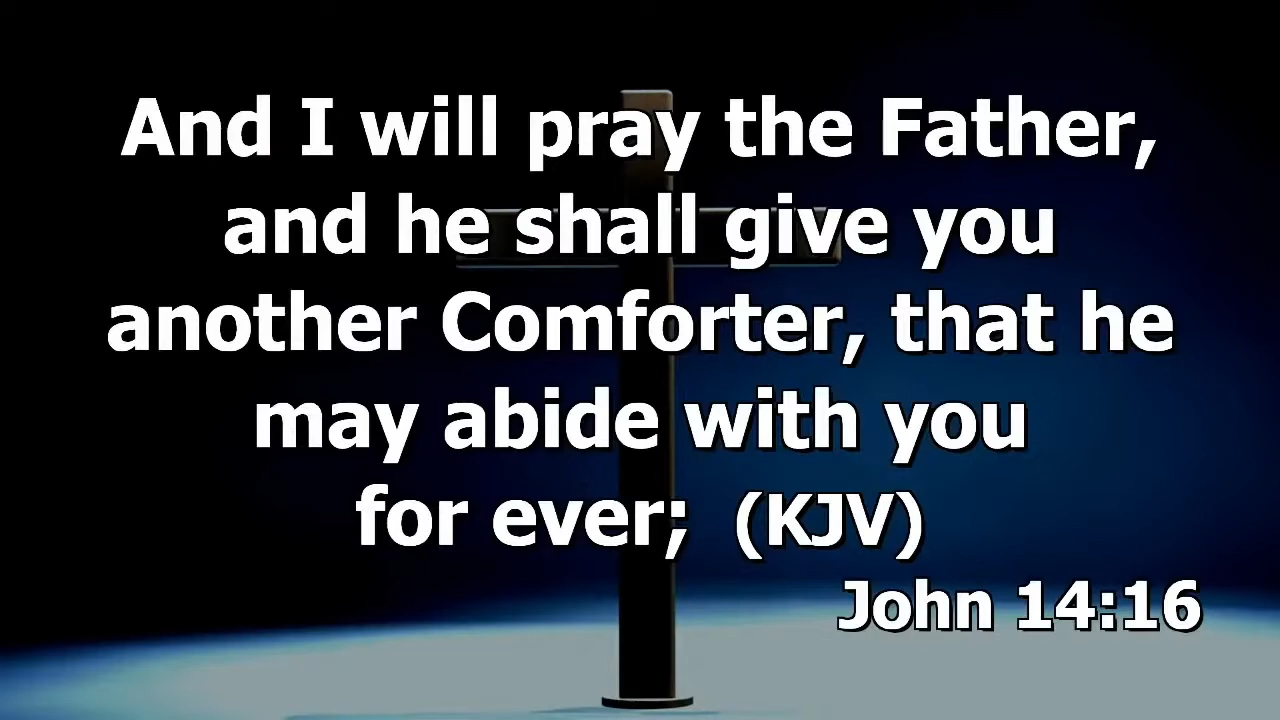 And I will pray the Father,
and he shall give you
another Comforter, that he
may abide with you
for ever; (KJV)
John 14:16